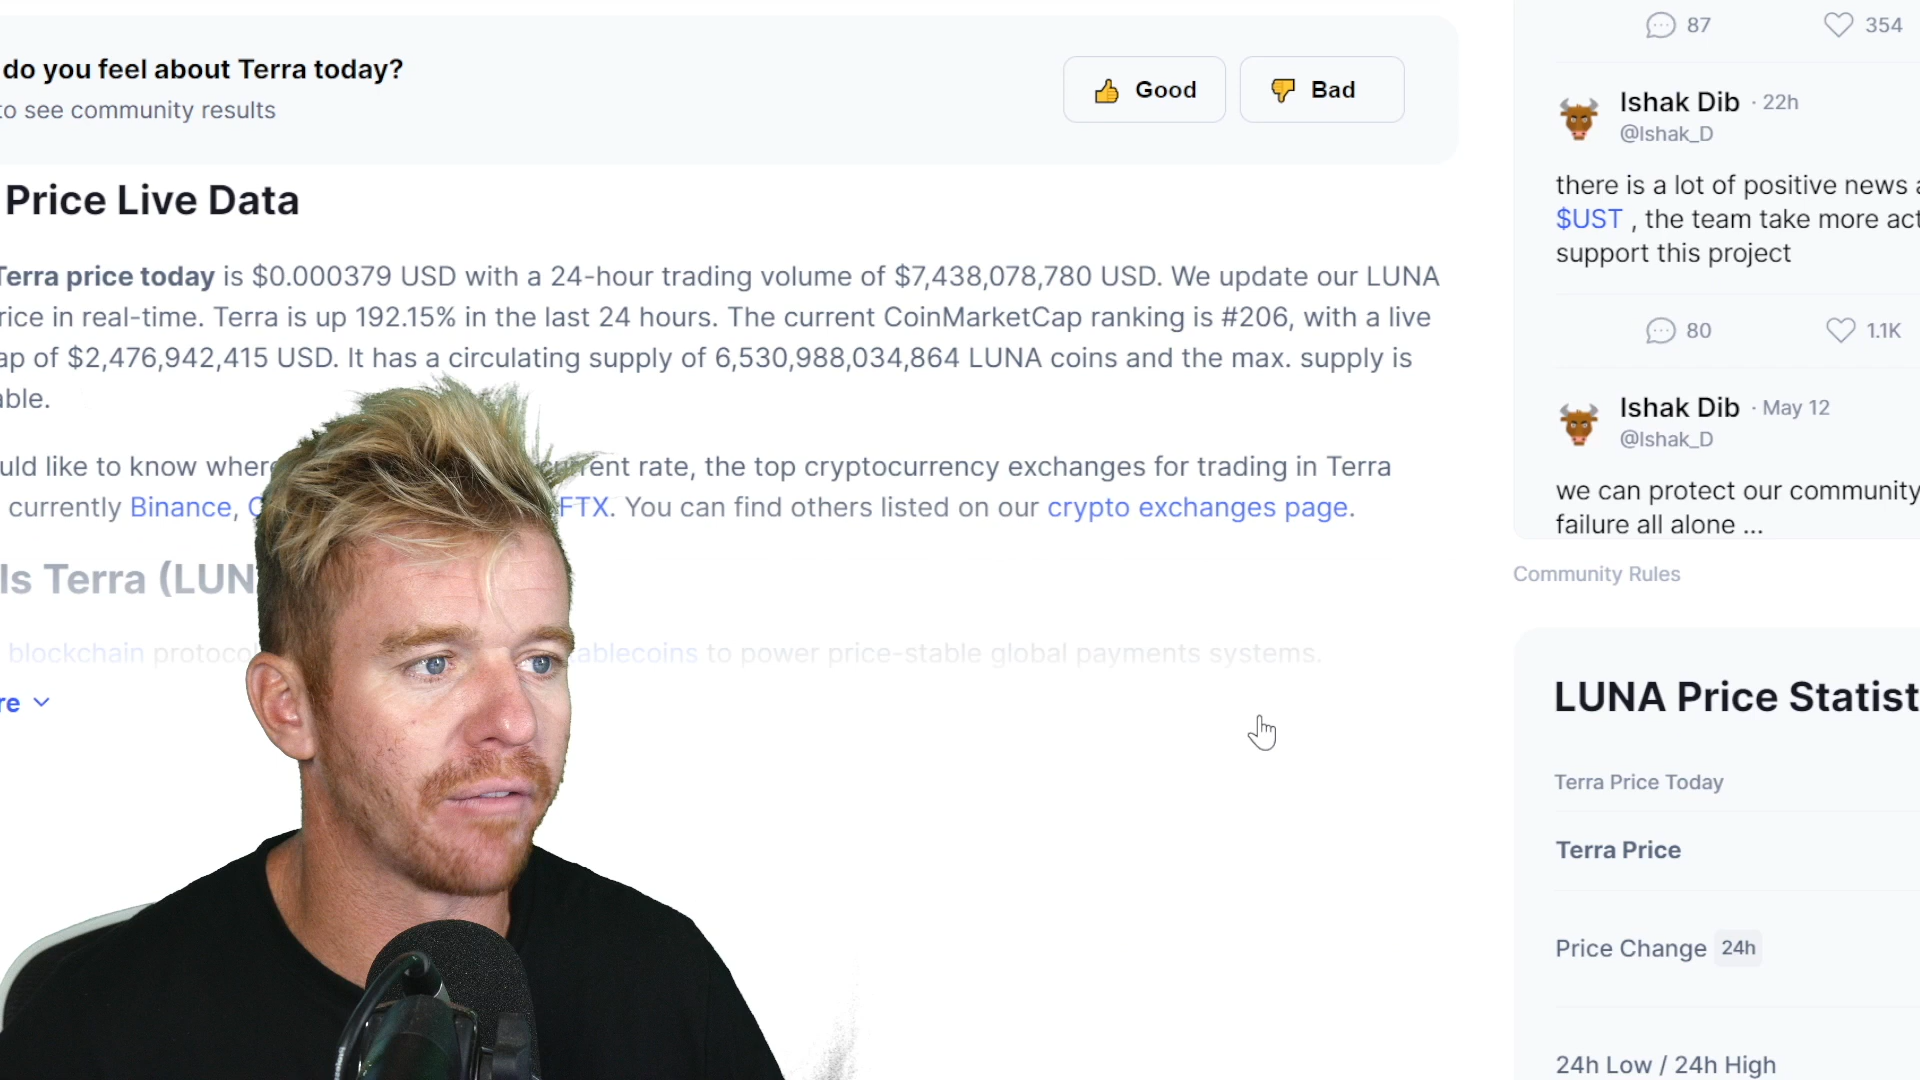 do you feel about Terra today?
to see community results
Good
Bad
Price Live Data
Terra price today is $0.000379 USD with a 24-hour trading volume of $7,438,078,780 USD. We update our LUNA
rice in real-time. Terra is up 192.15% in the last 24 hours. The current CoinMarketCap ranking is #206, with a live
ap of $2,476,942,415 USD. It has a circulating supply of 6,530,988,034,864 LUNA coins and the max. supply is
able.
uld like to know where rent rate, the top cryptocurrency exchanges for trading in Terra
currently Binance, FTX. You can find others listed on our crypto exchanges page.
Is Terra (LUN
blockchain protocol ablecoins to power price-stable global payments systems.
re
87
354
Ishak Dib · 22h
@Ishak_D
there is a lot of positive news a
$UST , the team take more act
support this project
80
1.1K
Ishak Dib · May 12
@Ishak_D
we can protect our community
failure all alone ...
Community Rules
LUNA Price Statist
Terra Price Today
Terra Price
Price Change 24h
24h Low / 24h High